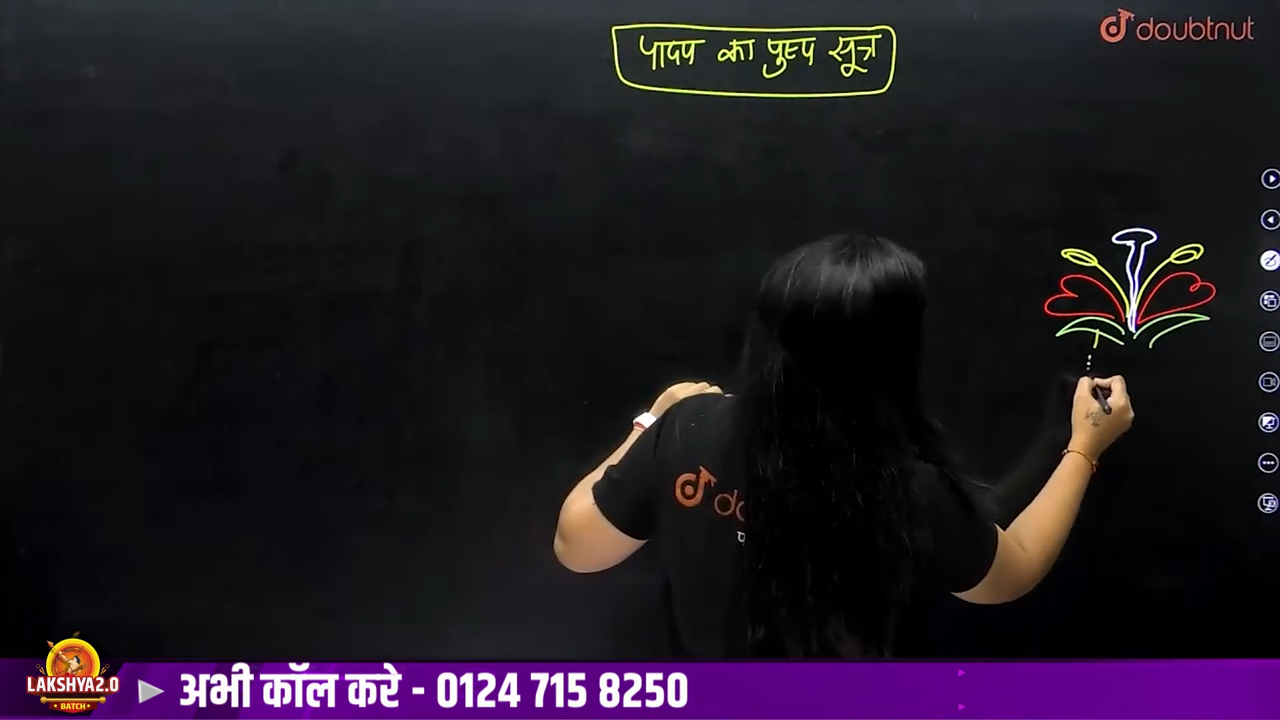 पादप का पुष्प सूत्र
doubtnut
LAKSHYA2.0
BATCH
अभी कॉल करे - 0124 715 8250